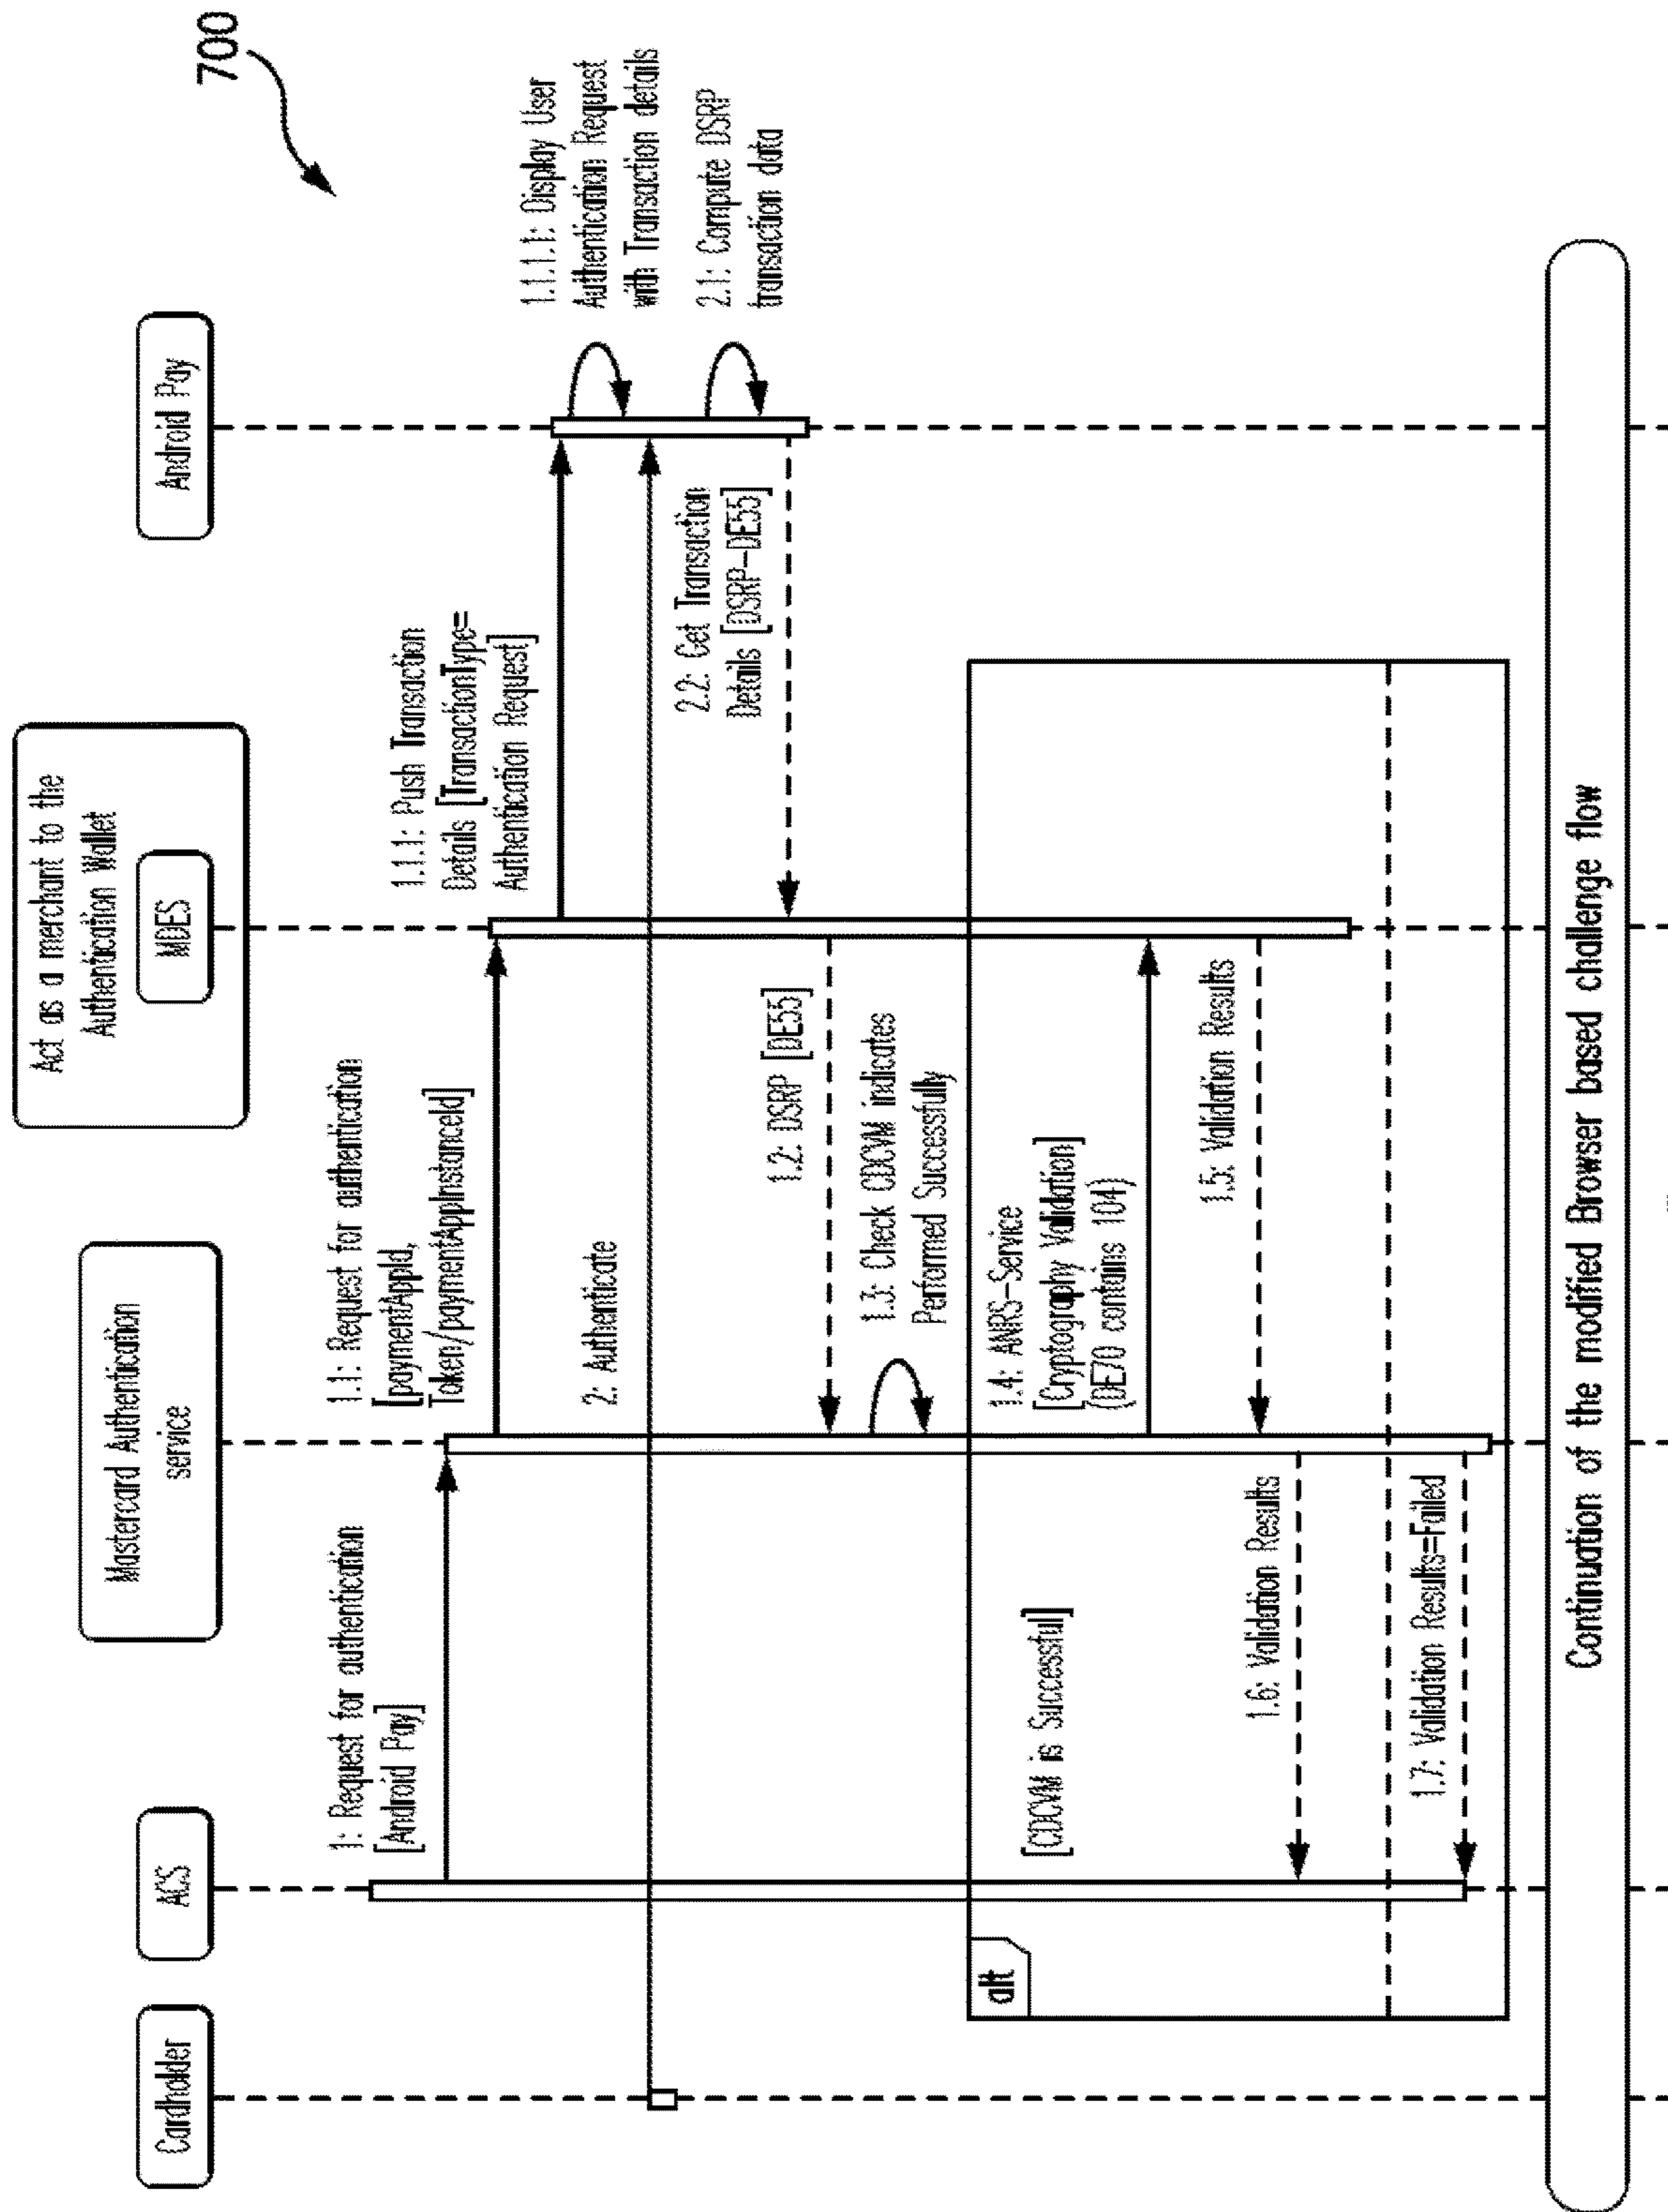 700
Cardholder
ACS
Mastercard Authentication
service
Act as a merchant to the
Authentication Wallet
MDES
Android Pay
1: Request for authentication
[Android Pay]
1.1: Request for authentication
[paymentAppId,
Token/paymentAppInstanceId]
1.1.1: Push Transaction
Details [TransactionType=
Authentication Request]
1.1.1.1: Display User
Authentication Request
with Transaction details
2: Authenticate
2.1: Compute DSRP
transaction data
2.2: Get Transaction
Details [DSRP-DE55]
1.2: DSRP [DE55]
1.3: Check CDCVM indicates
Performed Successfully
alt
[CDCVM is Successful]
1.4: ANRS-Service
[Cryptography Validation]
(DE70 contains 104)
1.5: Validation Results
1.6: Validation Results
1.7: Validation Results=Failed
Continuation of the modified Browser based challenge flow